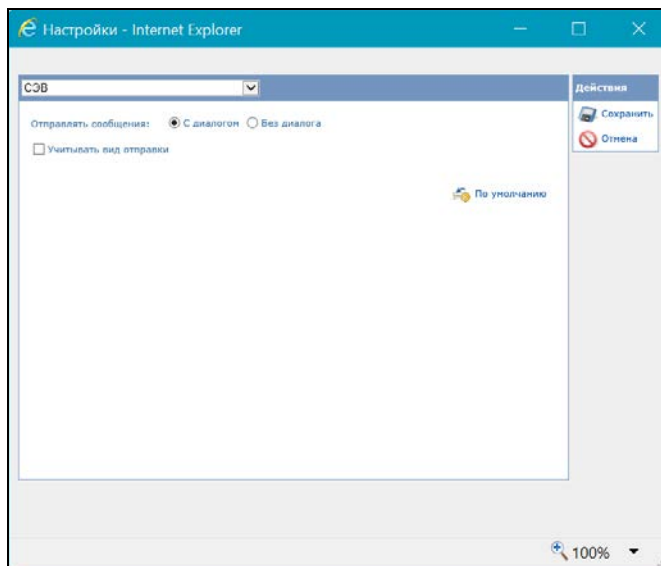 Настройки - Internet Explorer
СЭВ
Действия
Отправлять сообщения: С диалогом Без диалога
Сохранить
Учитывать вид отправки
Отмена
По умолчанию
100%